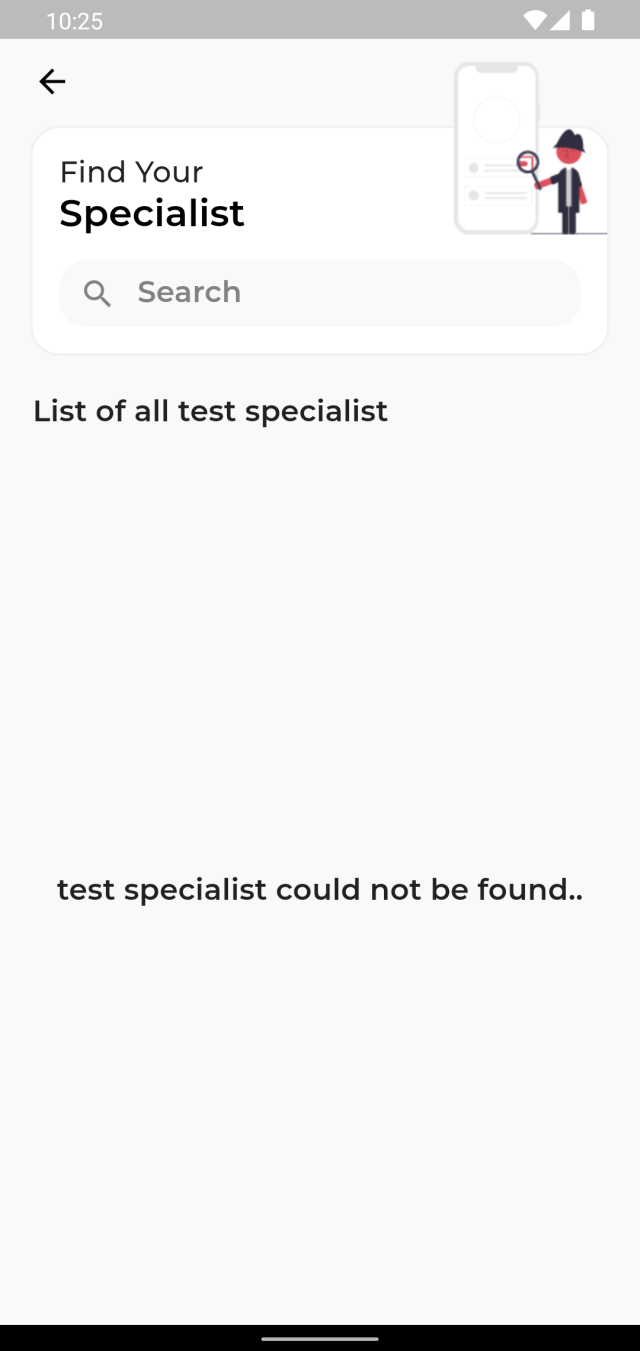 10:25
Find Your
Specialist
Search
List of all test specialist
test specialist could not be found..